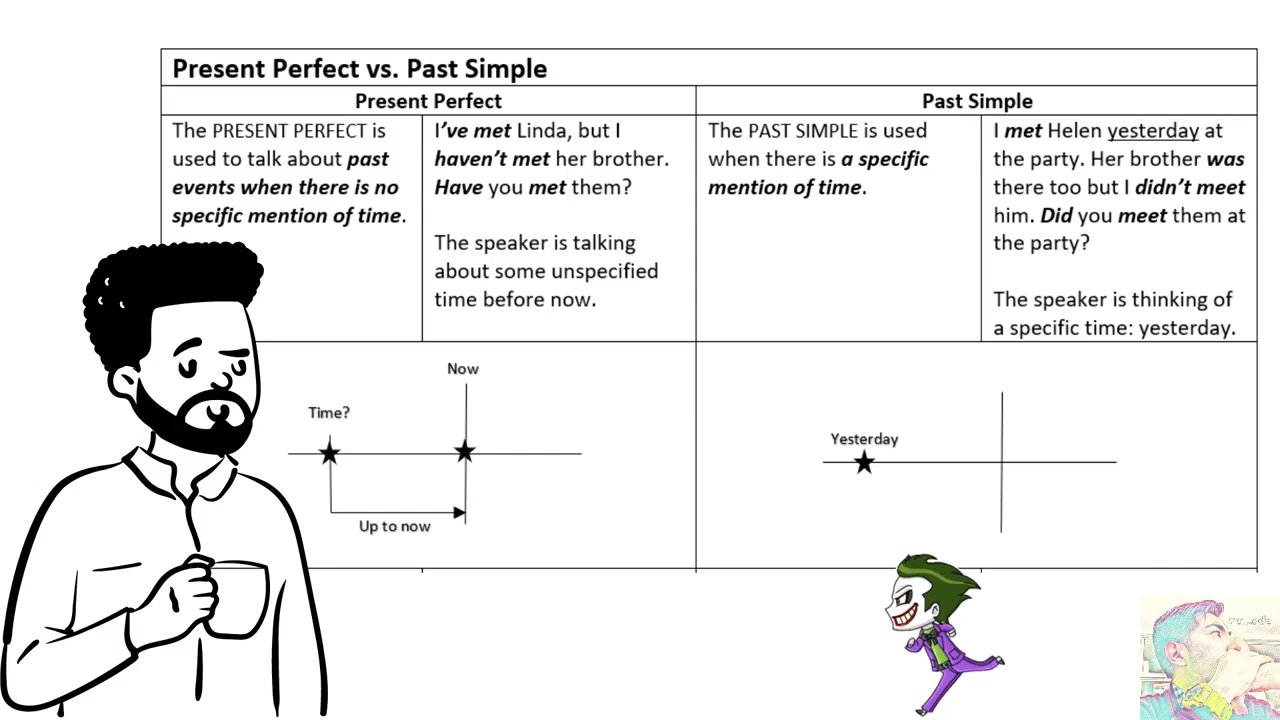 Present Perfect vs. Past Simple
Present Perfect
Past Simple
The PRESENT PERFECT is
used to talk about past
events when there is no
specific mention of time.
I've met Linda, but I
haven't met her brother.
Have you met them?
The speaker is talking
about some unspecified
time before now.
The PAST SIMPLE is used
when there is a specific
mention of time.
I met Helen yesterday at
the party. Her brother was
there too but I didn't meet
him. Did you meet them at
the party?
The speaker is thinking of
a specific time: yesterday.
Now
Time?
Up to now
Yesterday